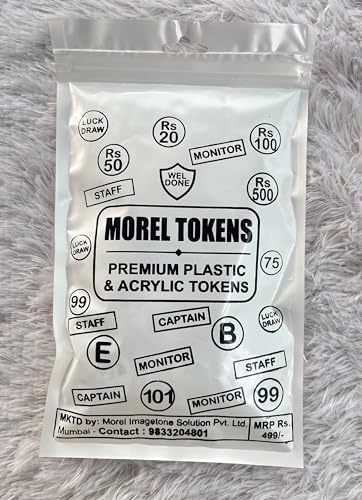 LUCK
DRAW
Rs
20
Rs
100
Rs
50
MONITOR
WEL
DONE
STAFF
Rs
500
MOREL TOKENS
PREMIUM PLASTIC
& ACRYLIC TOKENS
LUCK
DRAW
75
99
STAFF
CAPTAIN
LUCK
DRAW
E
B
MONITOR
STAFF
CAPTAIN
101
MONITOR
99
MKTD by: Morel Imagetone Solution Pvt. Ltd.
Mumbai - Contact : 9833204801
MRP Rs.
499/-